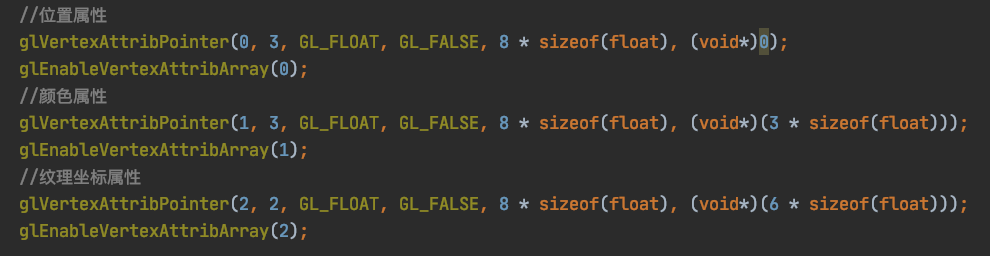 //位置属性
glVertexAttribPointer(0, 3, GL_FLOAT, GL_FALSE, 8 * sizeof(float), (void*)0);
glEnableVertexAttribArray(0);
//颜色属性
glVertexAttribPointer(1, 3, GL_FLOAT, GL_FALSE, 8 * sizeof(float), (void*)(3 * sizeof(float)));
glEnableVertexAttribArray(1);
//纹理坐标属性
glVertexAttribPointer(2, 2, GL_FLOAT, GL_FALSE, 8 * sizeof(float), (void*)(6 * sizeof(float)));
glEnableVertexAttribArray(2);